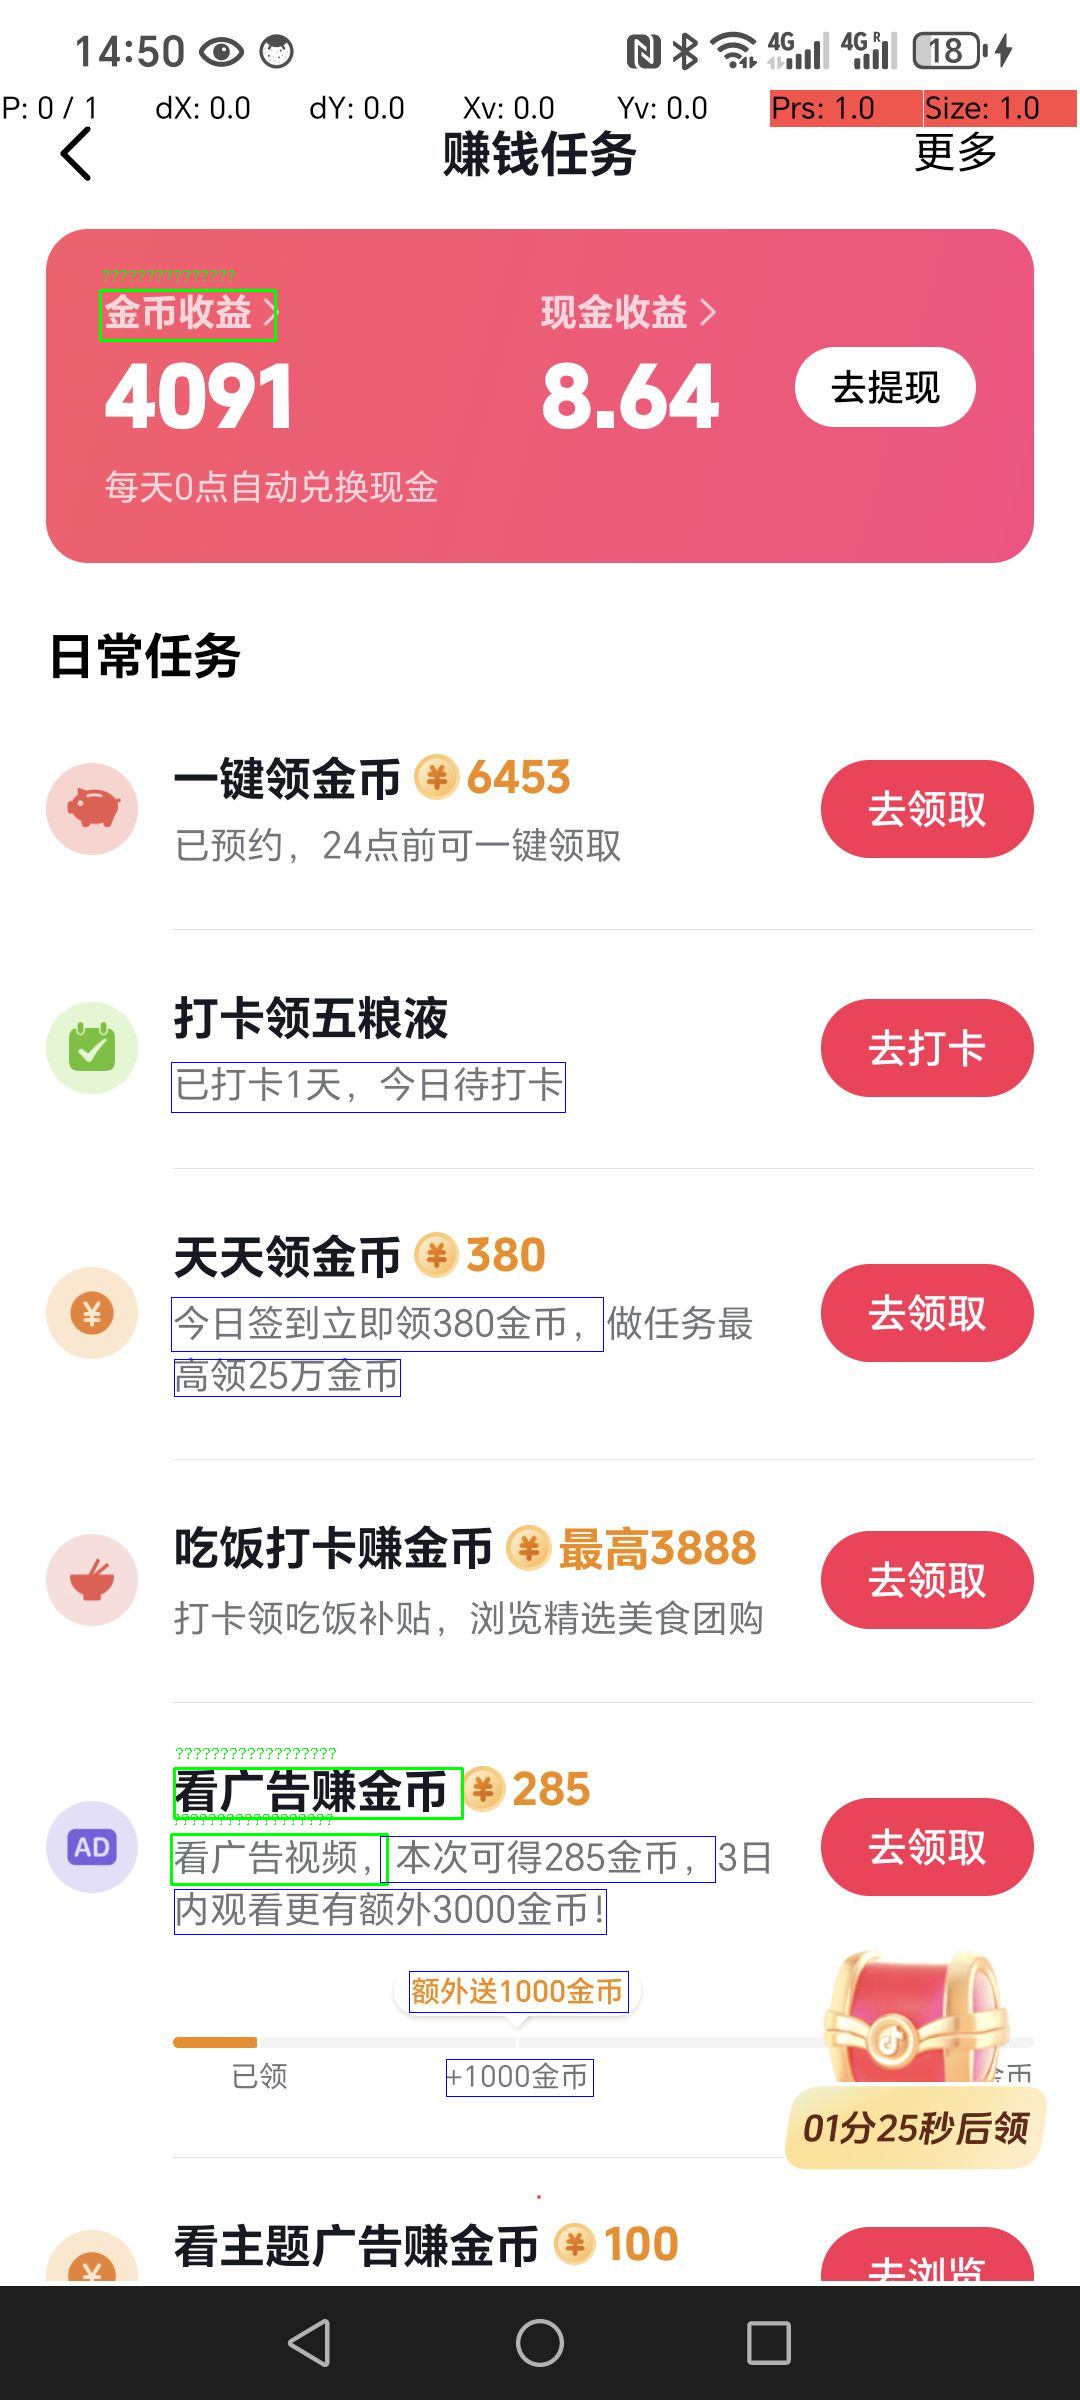 14:50 4G 4G R 18
P: 0 / 1 dX: 0.0 dY: 0.0 Xv: 0.0 Yv: 0.0 Prs: 1.0 Size: 1.0
赚钱任务 更多
???????????????
金币收益 现金收益
4091 8.64 去提现
每天0点自动兑换现金
日常任务
一键领金币 ¥ 6453
已预约，24点前可一键领取
去领取
打卡领五粮液
已打卡1天，今日待打卡
去打卡
天天领金币 ¥ 380
今日签到立即领380金币，做任务最
高领25万金币
去领取
吃饭打卡赚金币 ¥ 最高3888
打卡领吃饭补贴，浏览精选美食团购
去领取
??????????????????
看广告赚金币 ¥ 285
??????????????????
AD
看广告视频，本次可得285金币，3日
内观看更有额外3000金币！
去领取
额外送1000金币
已领 +1000金币 金币
01分25秒后领
看主题广告赚金币 ¥ 100
去浏览